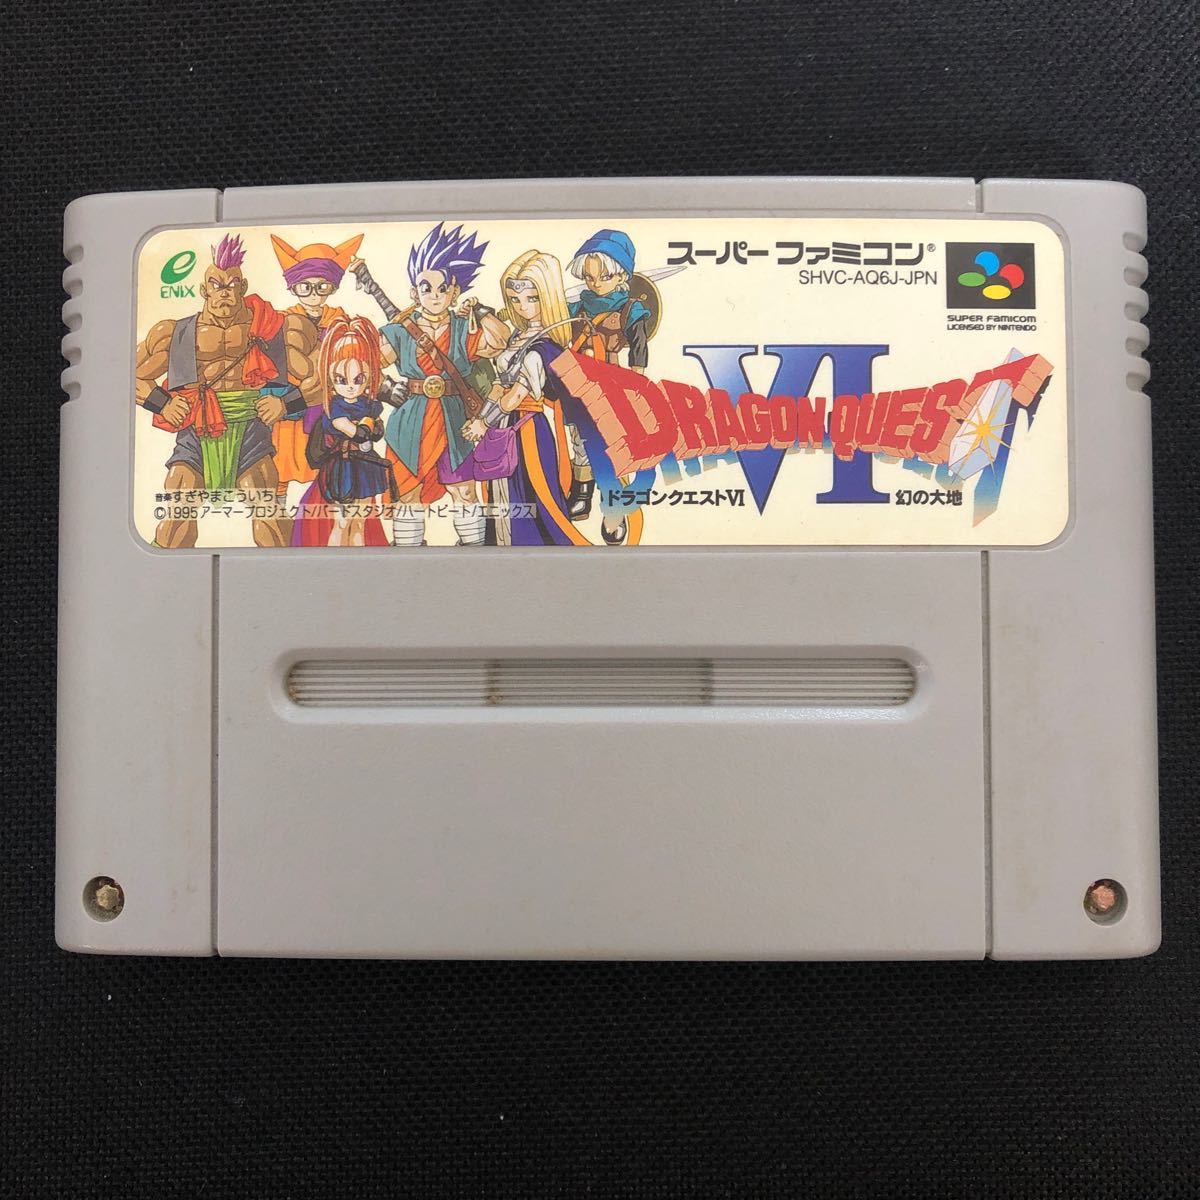 ENIX
スーパーファミコン®
SHVC-AQ6J-JPN
SUPER FAMICOM
LICENSED BY NINTENDO
VI
DRAGON QUEST
ドラゴンクエストVI 幻の大地
音楽 すぎやまこういち
©1995 アーマープロジェクト/バードスタジオ/ハートビート/エニックス